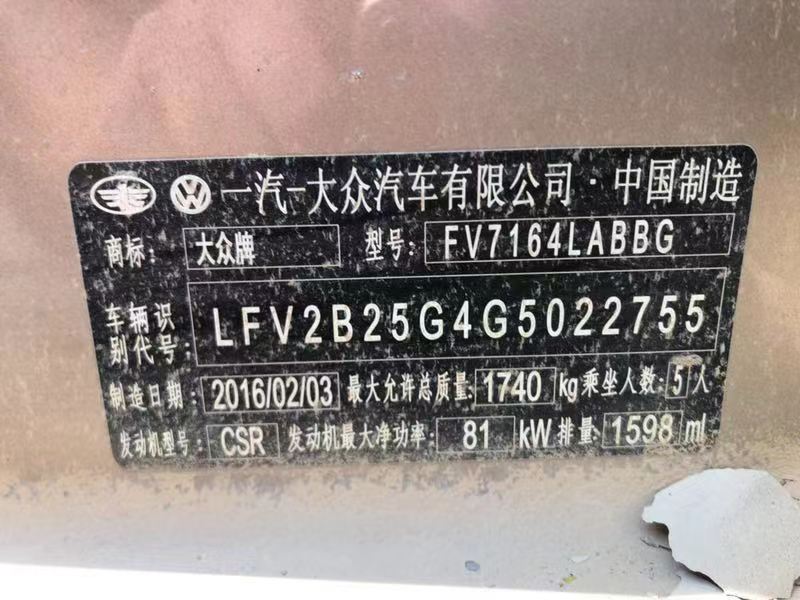 一汽-大众汽车有限公司·中国制造
商标: 大众牌 型号: FV7164LABBG
车辆识别代号: LFV2B25G4G5022755
制造日期: 2016/02/03 最大允许总质量: 1740 kg 乘坐人数: 5人
发动机型号: CSR 发动机最大净功率: 81 kW 排量: 1598 ml